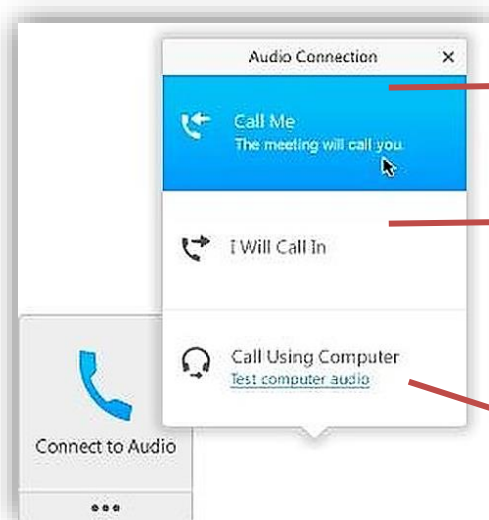 Audio Connection ×
Call Me
The meeting will call you.
I Will Call In
Call Using Computer
Test computer audio
Connect to Audio
•••